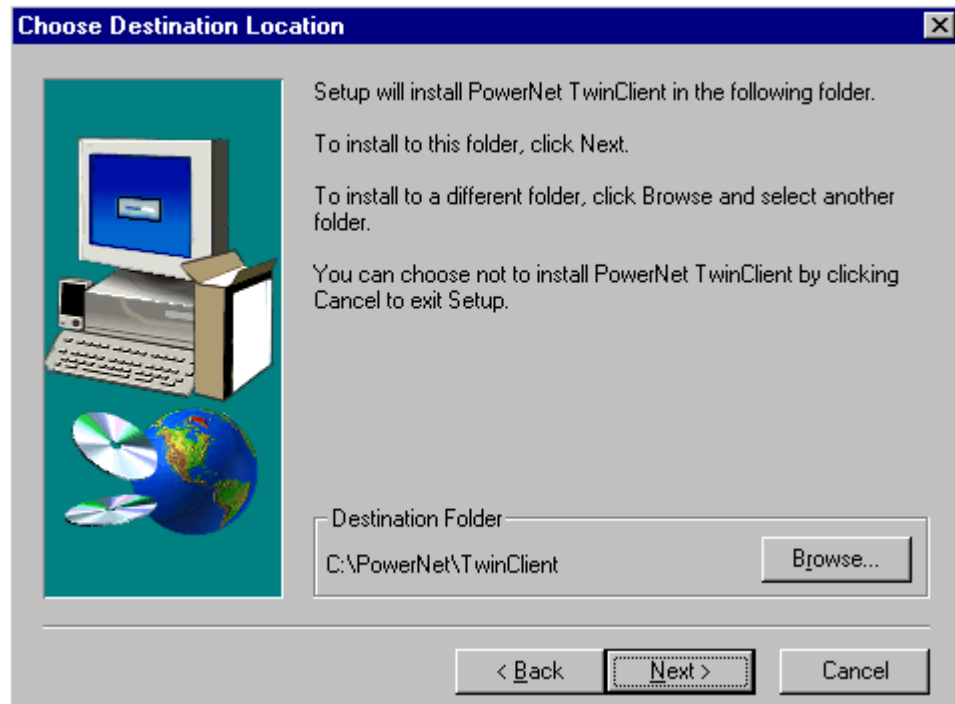 Choose Destination Location
Setup will install PowerNet TwinClient in the following folder.
To install to this folder, click Next.
To install to a different folder, click Browse and select another
folder.
You can choose not to install PowerNet TwinClient by clicking
Cancel to exit Setup.
Destination Folder
C:\PowerNet\TwinClient
Browse...
< Back
Next >
Cancel